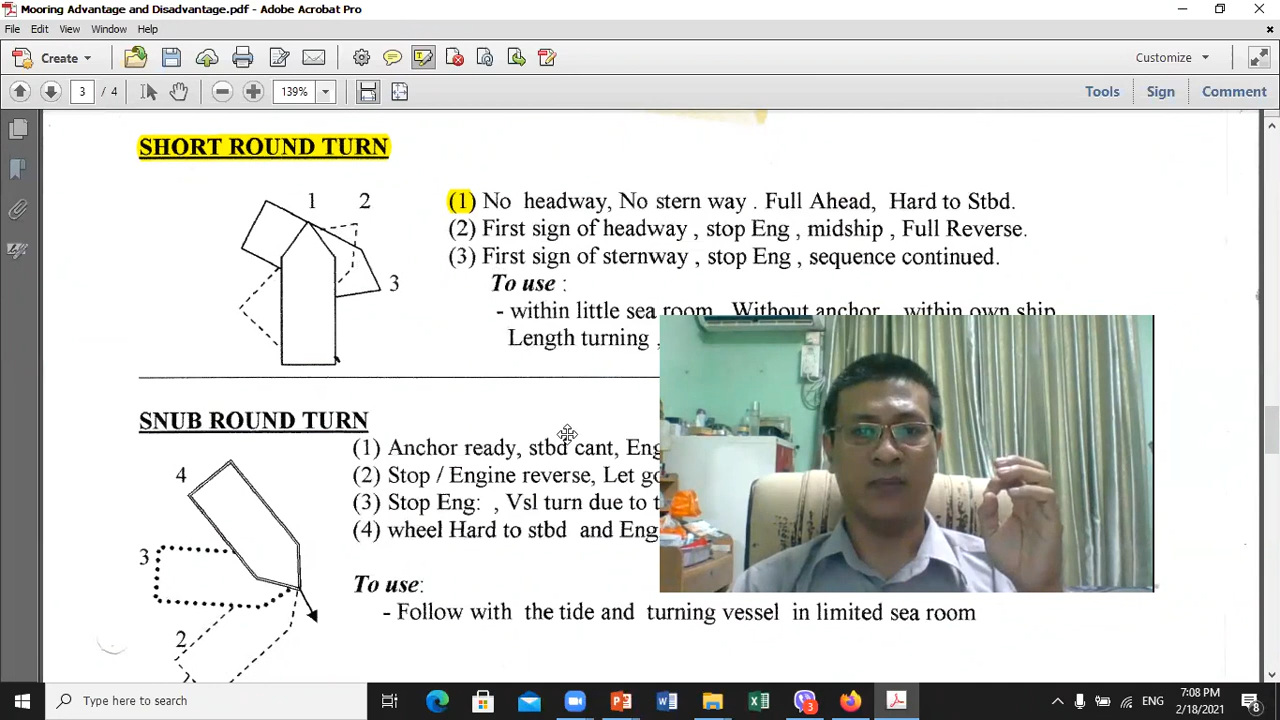 Mooring Advantage and Disadvantage.pdf - Adobe Acrobat Pro
File Edit View Window Help
Create
Customize
3 / 4
139%
Tools Sign Comment
SHORT ROUND TURN
1 2
3
(1) No headway, No stern way . Full Ahead, Hard to Stbd.
(2) First sign of headway , stop Eng , midship , Full Reverse.
(3) First sign of sternway , stop Eng , sequence continued.
To use :
- within little sea room Without anchor within own ship
Length turning ,
SNUB ROUND TURN
4
3
2
(1) Anchor ready, stbd cant, Eng
(2) Stop / Engine reverse, Let go
(3) Stop Eng: , Vsl turn due to t
(4) wheel Hard to stbd and Eng
To use:
- Follow with the tide and turning vessel in limited sea room
Type here to search
3
ENG
7:08 PM
2/18/2021
8